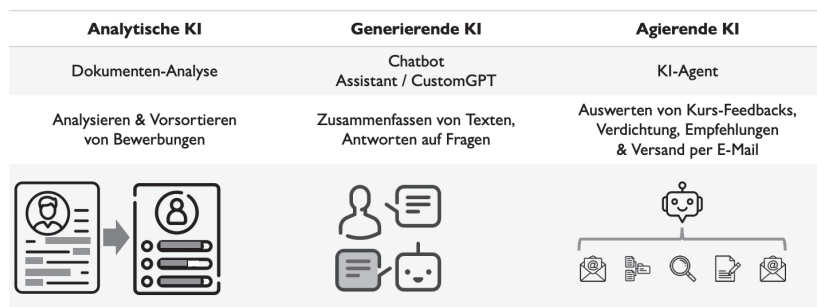 Analytische KI
Generierende KI
Agierende KI
Dokumenten-Analyse
Chatbot
Assistant / CustomGPT
KI-Agent
Analysieren & Vorsortieren
von Bewerbungen
Zusammenfassen von Texten,
Antworten auf Fragen
Auswerten von Kurs-Feedbacks,
Verdichtung, Empfehlungen
& Versand per E-Mail
@
@